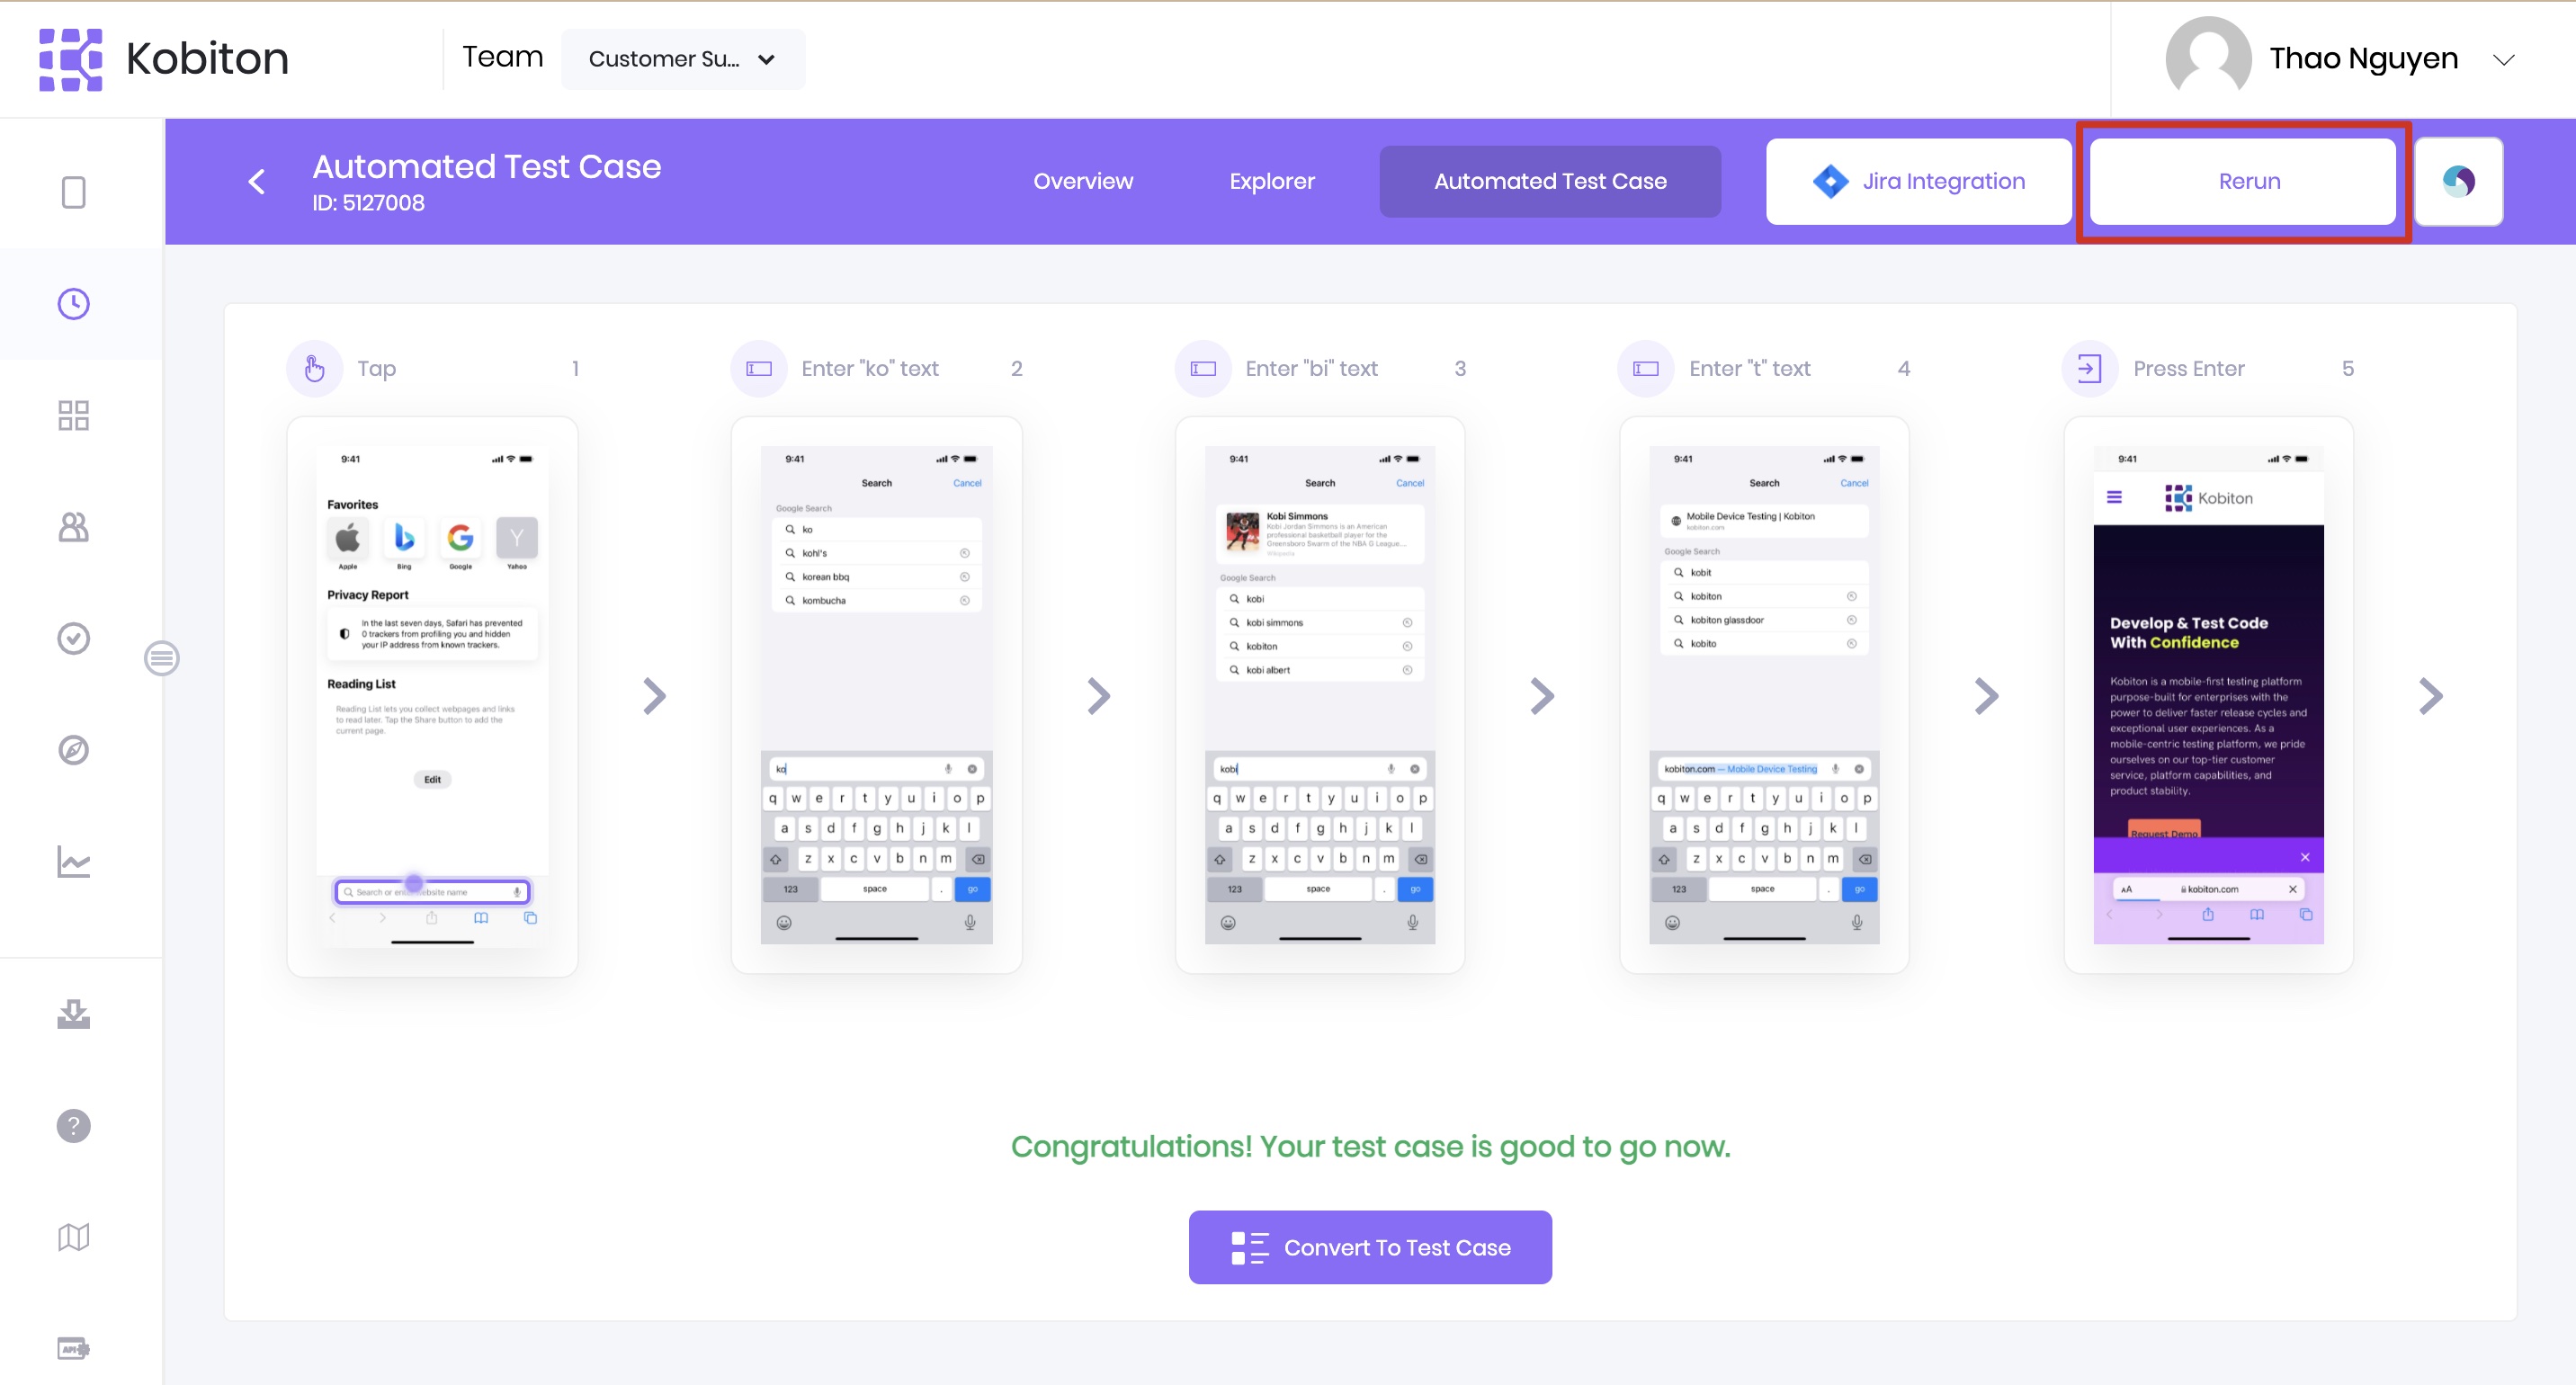 Kobiton
Team
Customer Su...
Thao Nguyen
Automated Test Case
ID: 5127008
Overview
Explorer
Automated Test Case
Jira Integration
Rerun
Tap 1
9:41
Favorites
Apple Bing Google Yahoo
Y
Privacy Report
In the last seven days, Safari has prevented
0 trackers from profiling you and hidden
your IP address from known trackers.
Reading List
Reading List lets you collect webpages and links
to read later. Tap the Share button to add the
current page.
Edit
Search or enter website name
Enter "ko" text 2
9:41
Search Cancel
Google Search
ko
kohl's
korean bbq
kombucha
ko
q w e r t y u i o p
a s d f g h j k l
z x c v b n m
123 space . go
Enter "bi" text 3
9:41
Search Cancel
Kobi Simmons
Kobi Jordan Simmons is an American
professional basketball player for the
Greensboro Swarm of the NBA G League....
Wikipedia
Google Search
kobi
kobi simmons
kobiton
kobi albert
kobi
q w e r t y u i o p
a s d f g h j k l
z x c v b n m
123 space . go
Enter "t" text 4
9:41
Search Cancel
Mobile Device Testing | Kobiton
kobiton.com
Google Search
kobit
kobiton
kobiton glassdoor
kobito
kobiton.com — Mobile Device Testing
q w e r t y u i o p
a s d f g h j k l
z x c v b n m
123 space . go
Press Enter 5
9:41
Kobiton
Develop & Test Code
With Confidence
Kobiton is a mobile-first testing platform
purpose-built for enterprises with the
power to deliver faster release cycles and
exceptional user experiences. As a
mobile-centric testing platform, we pride
ourselves on our top-tier customer
service, platform capabilities, and
product stability.
Request Demo
AA kobiton.com
Congratulations! Your test case is good to go now.
Convert To Test Case
API